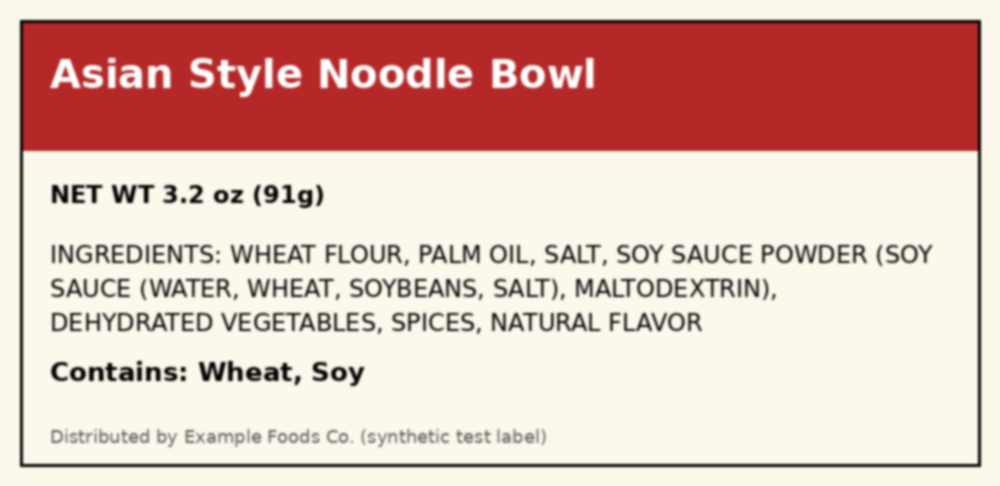 Asian Style Noodle Bowl
NET WT 3.2 oz (91g)
INGREDIENTS: WHEAT FLOUR, PALM OIL, SALT, SOY SAUCE POWDER (SOY
SAUCE (WATER, WHEAT, SOYBEANS, SALT), MALTODEXTRIN),
DEHYDRATED VEGETABLES, SPICES, NATURAL FLAVOR
Contains: Wheat, Soy
Distributed by Example Foods Co. (synthetic test label)